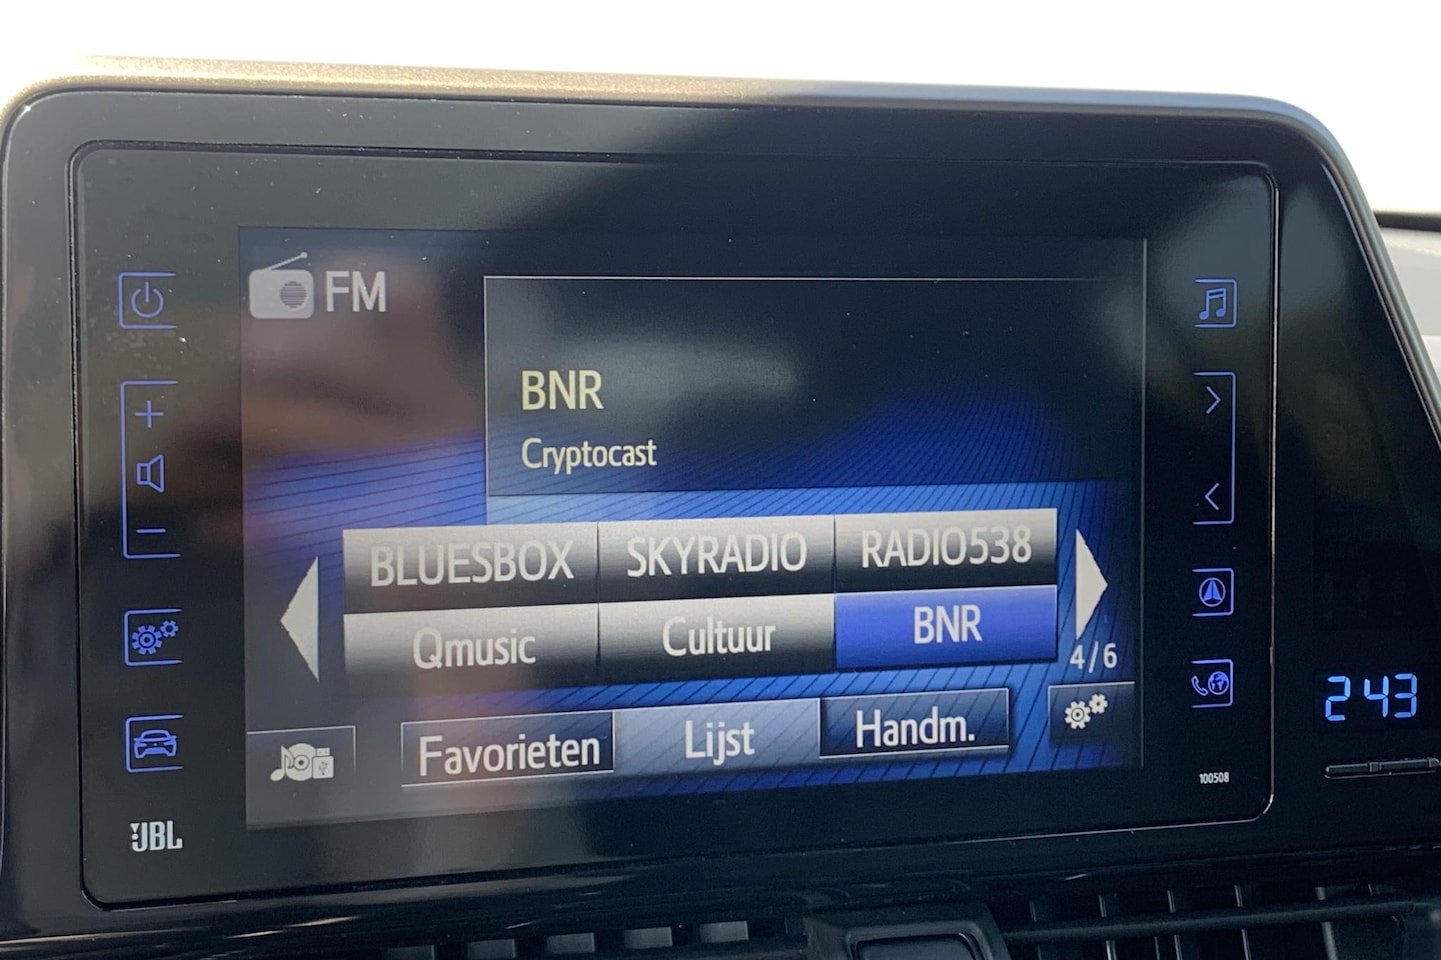 FM
BNR
Cryptocast
BLUESBOX SKYRADIO RADIO538
Qmusic Cultuur BNR
4/6
Favorieten Lijst Handm.
JBL
100508
243